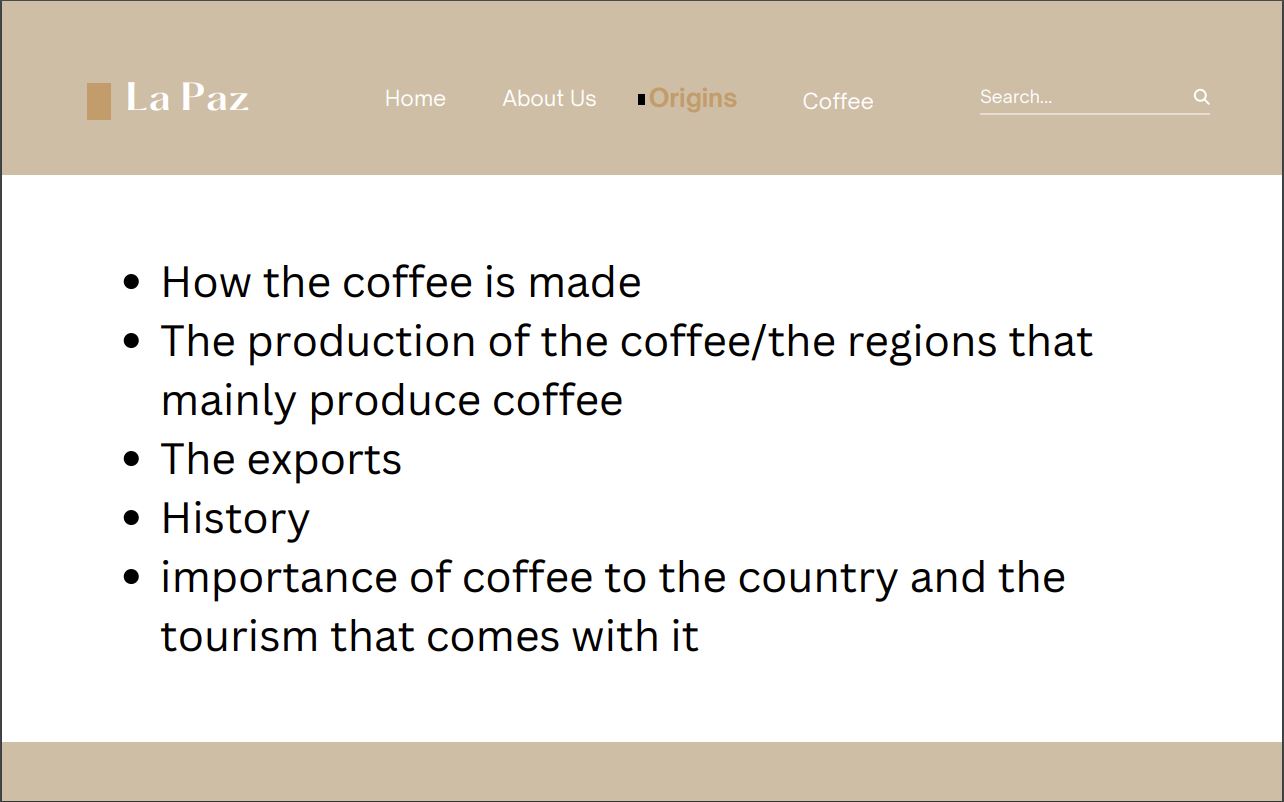 La Paz
Home
About Us
Origins
Coffee
Search...
• How the coffee is made
• The production of the coffee/the regions that
mainly produce coffee
• The exports
• History
• importance of coffee to the country and the
tourism that comes with it